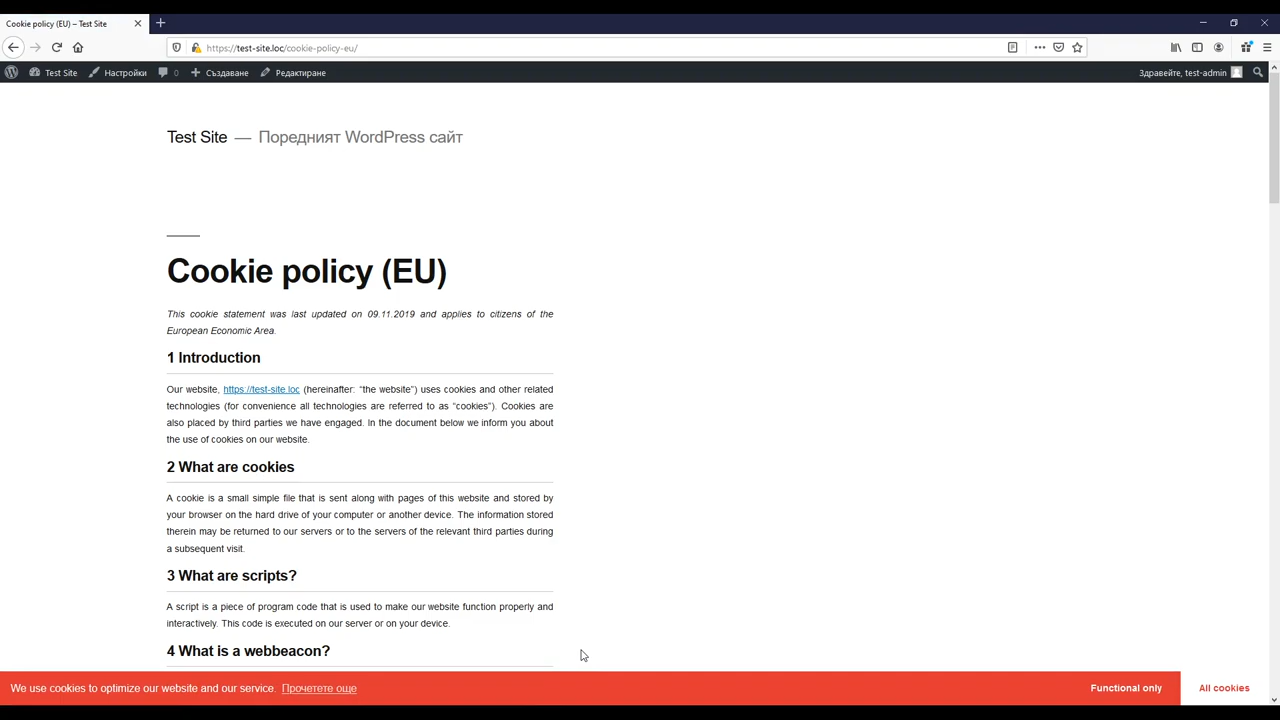 Cookie policy (EU) – Test Site
https://test-site.loc/cookie-policy-eu/
Test Site Настройки 0 Създаване Редактиране Здравейте, test-admin
Test Site — Поредният WordPress сайт
Cookie policy (EU)
This cookie statement was last updated on 09.11.2019 and applies to citizens of the
European Economic Area.
1 Introduction
Our website, https://test-site.loc (hereinafter: “the website”) uses cookies and other related
technologies (for convenience all technologies are referred to as “cookies”). Cookies are
also placed by third parties we have engaged. In the document below we inform you about
the use of cookies on our website.
2 What are cookies
A cookie is a small simple file that is sent along with pages of this website and stored by
your browser on the hard drive of your computer or another device. The information stored
therein may be returned to our servers or to the servers of the relevant third parties during
a subsequent visit.
3 What are scripts?
A script is a piece of program code that is used to make our website function properly and
interactively. This code is executed on our server or on your device.
4 What is a webbeacon?
We use cookies to optimize our website and our service. Прочетете още Functional only All cookies